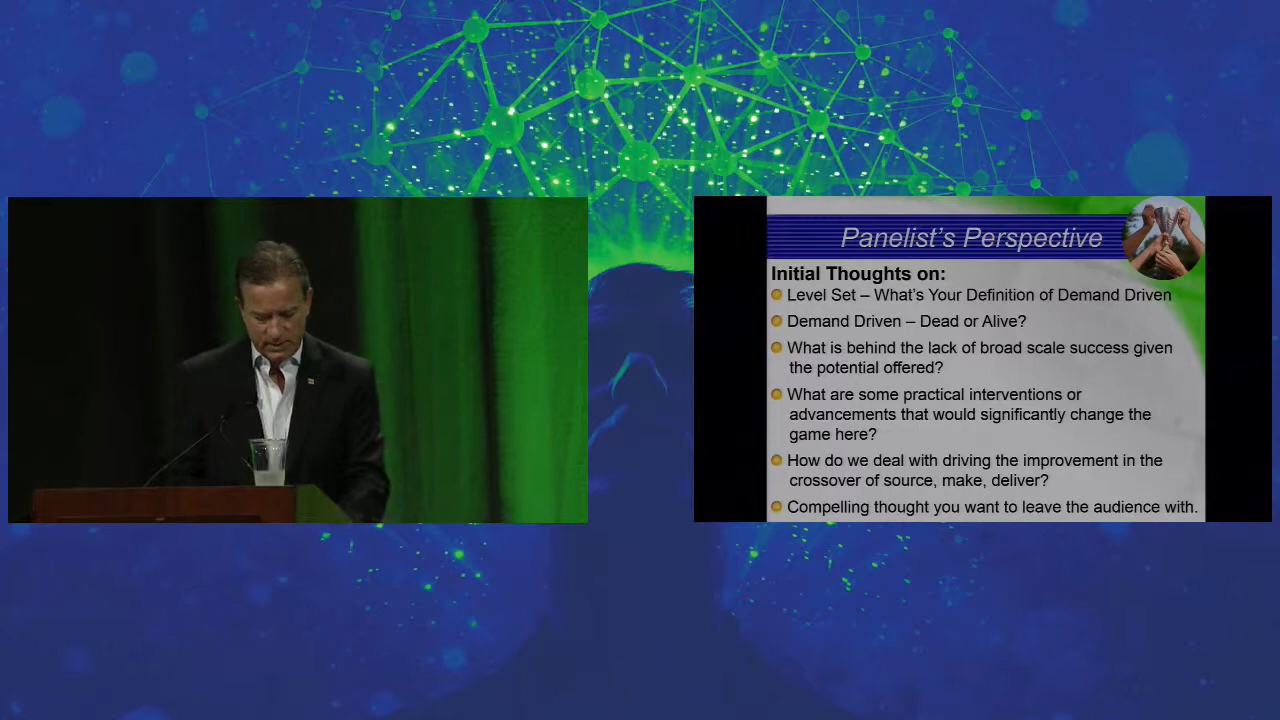 Panelist's Perspective
Initial Thoughts on:
Level Set – What's Your Definition of Demand Driven
Demand Driven – Dead or Alive?
What is behind the lack of broad scale success given
the potential offered?
What are some practical interventions or
advancements that would significantly change the
game here?
How do we deal with driving the improvement in the
crossover of source, make, deliver?
Compelling thought you want to leave the audience with.